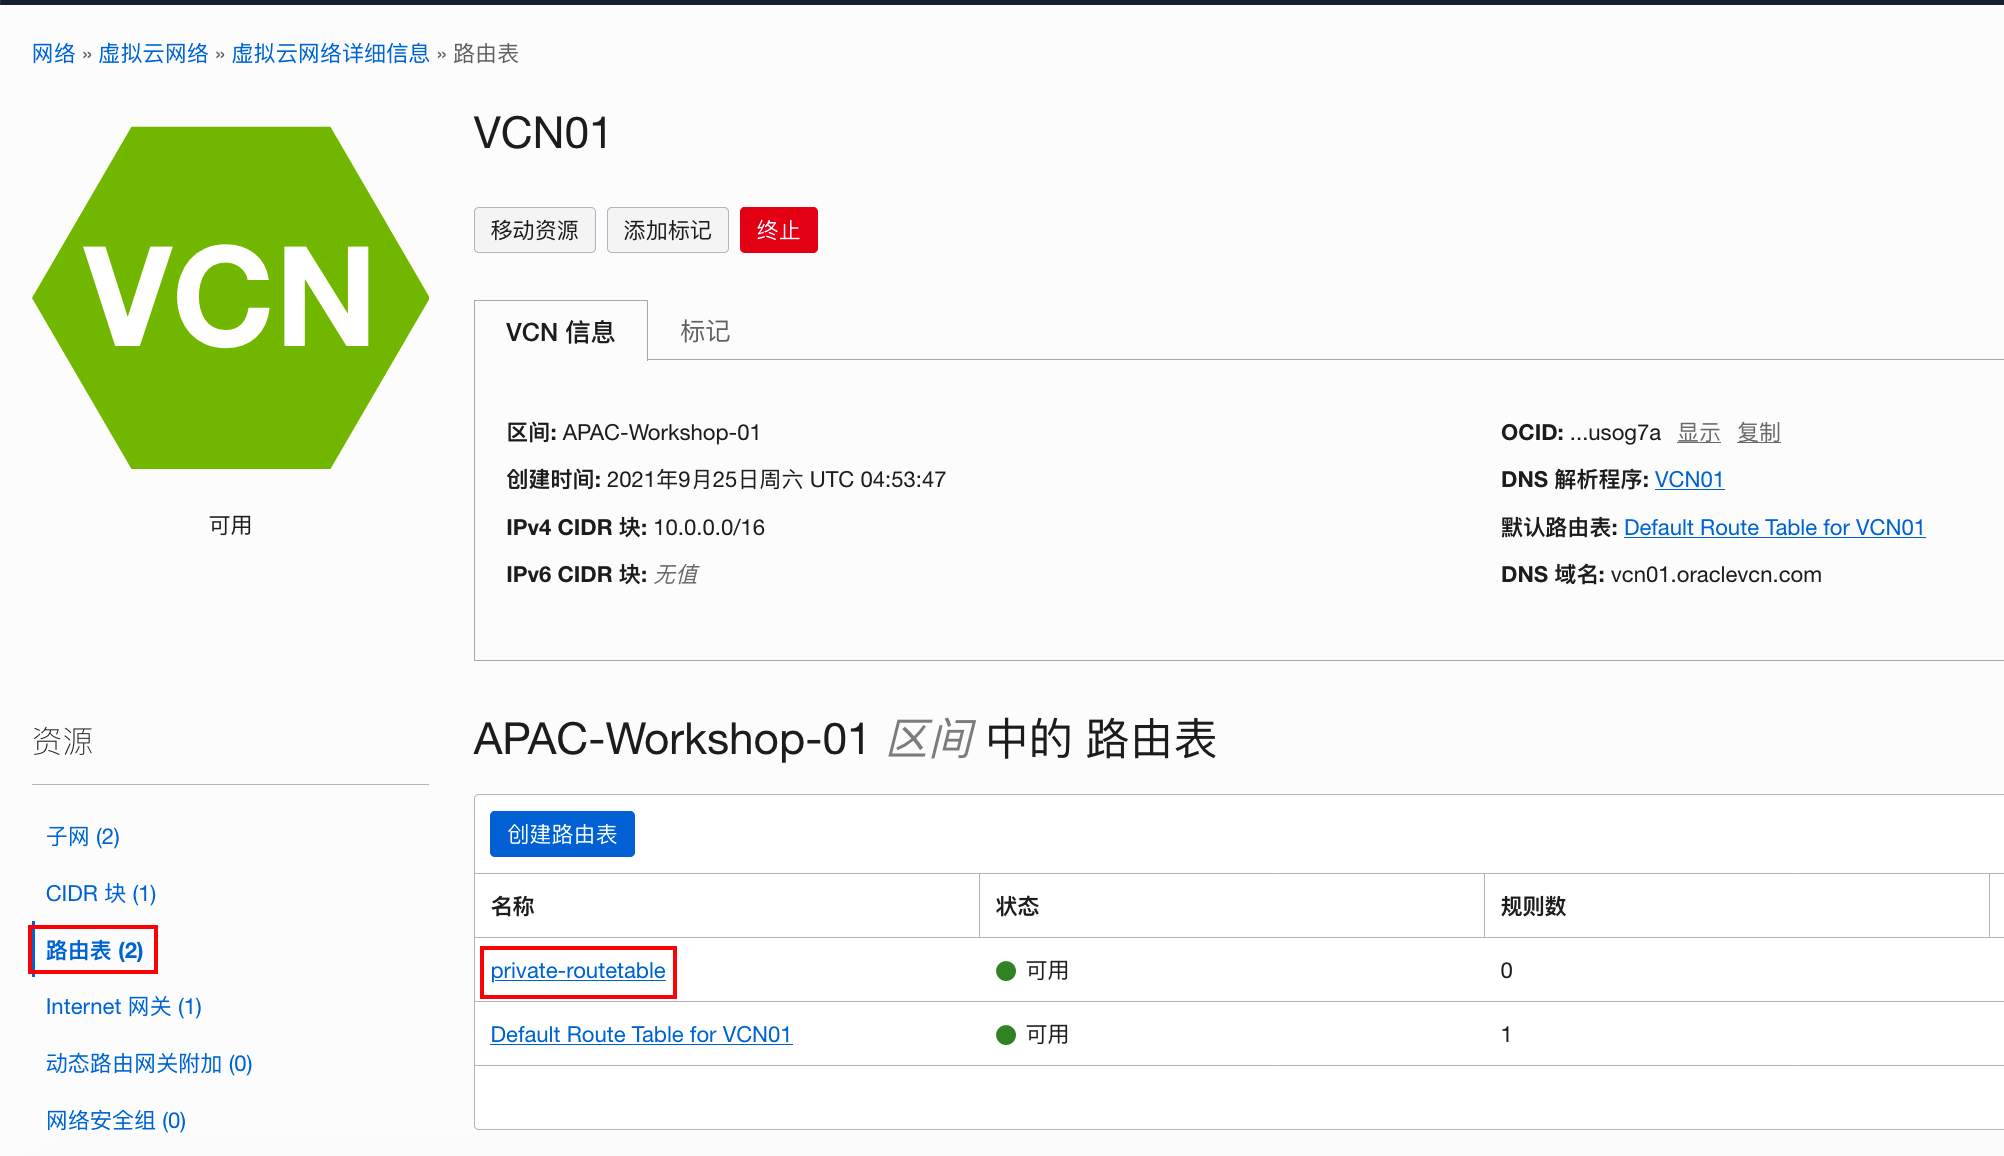 网络 » 虚拟云网络 » 虚拟云网络详细信息 » 路由表
VCN
可用
VCN01
移动资源 添加标记 终止
VCN 信息 标记
区间: APAC-Workshop-01
创建时间: 2021年9月25日周六 UTC 04:53:47
IPv4 CIDR 块: 10.0.0.0/16
IPv6 CIDR 块: 无值
OCID: ...usog7a 显示 复制
DNS 解析程序: VCN01
默认路由表: Default Route Table for VCN01
DNS 域名: vcn01.oraclevcn.com
资源
子网 (2)
CIDR 块 (1)
路由表 (2)
Internet 网关 (1)
动态路由网关附加 (0)
网络安全组 (0)
APAC-Workshop-01 区间 中的 路由表
创建路由表
名称 状态 规则数
private-routetable 可用 0
Default Route Table for VCN01 可用 1